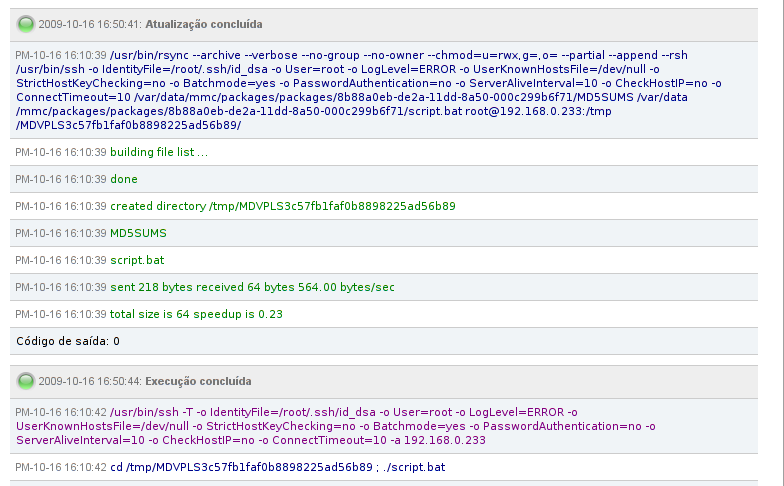 2009-10-16 16:50:41: Atualização concluída
PM-10-16 16:10:39 /usr/bin/rsync --archive --verbose --no-group --no-owner --chmod=u=rwx,g=,o= --partial --append --rsh
/usr/bin/ssh -o IdentityFile=/root/.ssh/id_dsa -o User=root -o LogLevel=ERROR -o UserKnownHostsFile=/dev/null -o
StrictHostKeyChecking=no -o Batchmode=yes -o PasswordAuthentication=no -o ServerAliveInterval=10 -o CheckHostIP=no -o
ConnectTimeout=10 /var/data/mmc/packages/packages/8b88a0eb-de2a-11dd-8a50-000c299b6f71/MD5SUMS /var/data
/mmc/packages/packages/8b88a0eb-de2a-11dd-8a50-000c299b6f71/script.bat root@192.168.0.233:/tmp
/MDVPLS3c57fb1faf0b8898225ad56b89/
PM-10-16 16:10:39 building file list ...
PM-10-16 16:10:39 done
PM-10-16 16:10:39 created directory /tmp/MDVPLS3c57fb1faf0b8898225ad56b89
PM-10-16 16:10:39 MD5SUMS
PM-10-16 16:10:39 script.bat
PM-10-16 16:10:39 sent 218 bytes received 64 bytes 564.00 bytes/sec
PM-10-16 16:10:39 total size is 64 speedup is 0.23
Código de saída: 0
2009-10-16 16:50:44: Execução concluída
PM-10-16 16:10:42 /usr/bin/ssh -T -o IdentityFile=/root/.ssh/id_dsa -o User=root -o LogLevel=ERROR -o
UserKnownHostsFile=/dev/null -o StrictHostKeyChecking=no -o Batchmode=yes -o PasswordAuthentication=no -o
ServerAliveInterval=10 -o CheckHostIP=no -o ConnectTimeout=10 -a 192.168.0.233
PM-10-16 16:10:42 cd /tmp/MDVPLS3c57fb1faf0b8898225ad56b89 ; ./script.bat